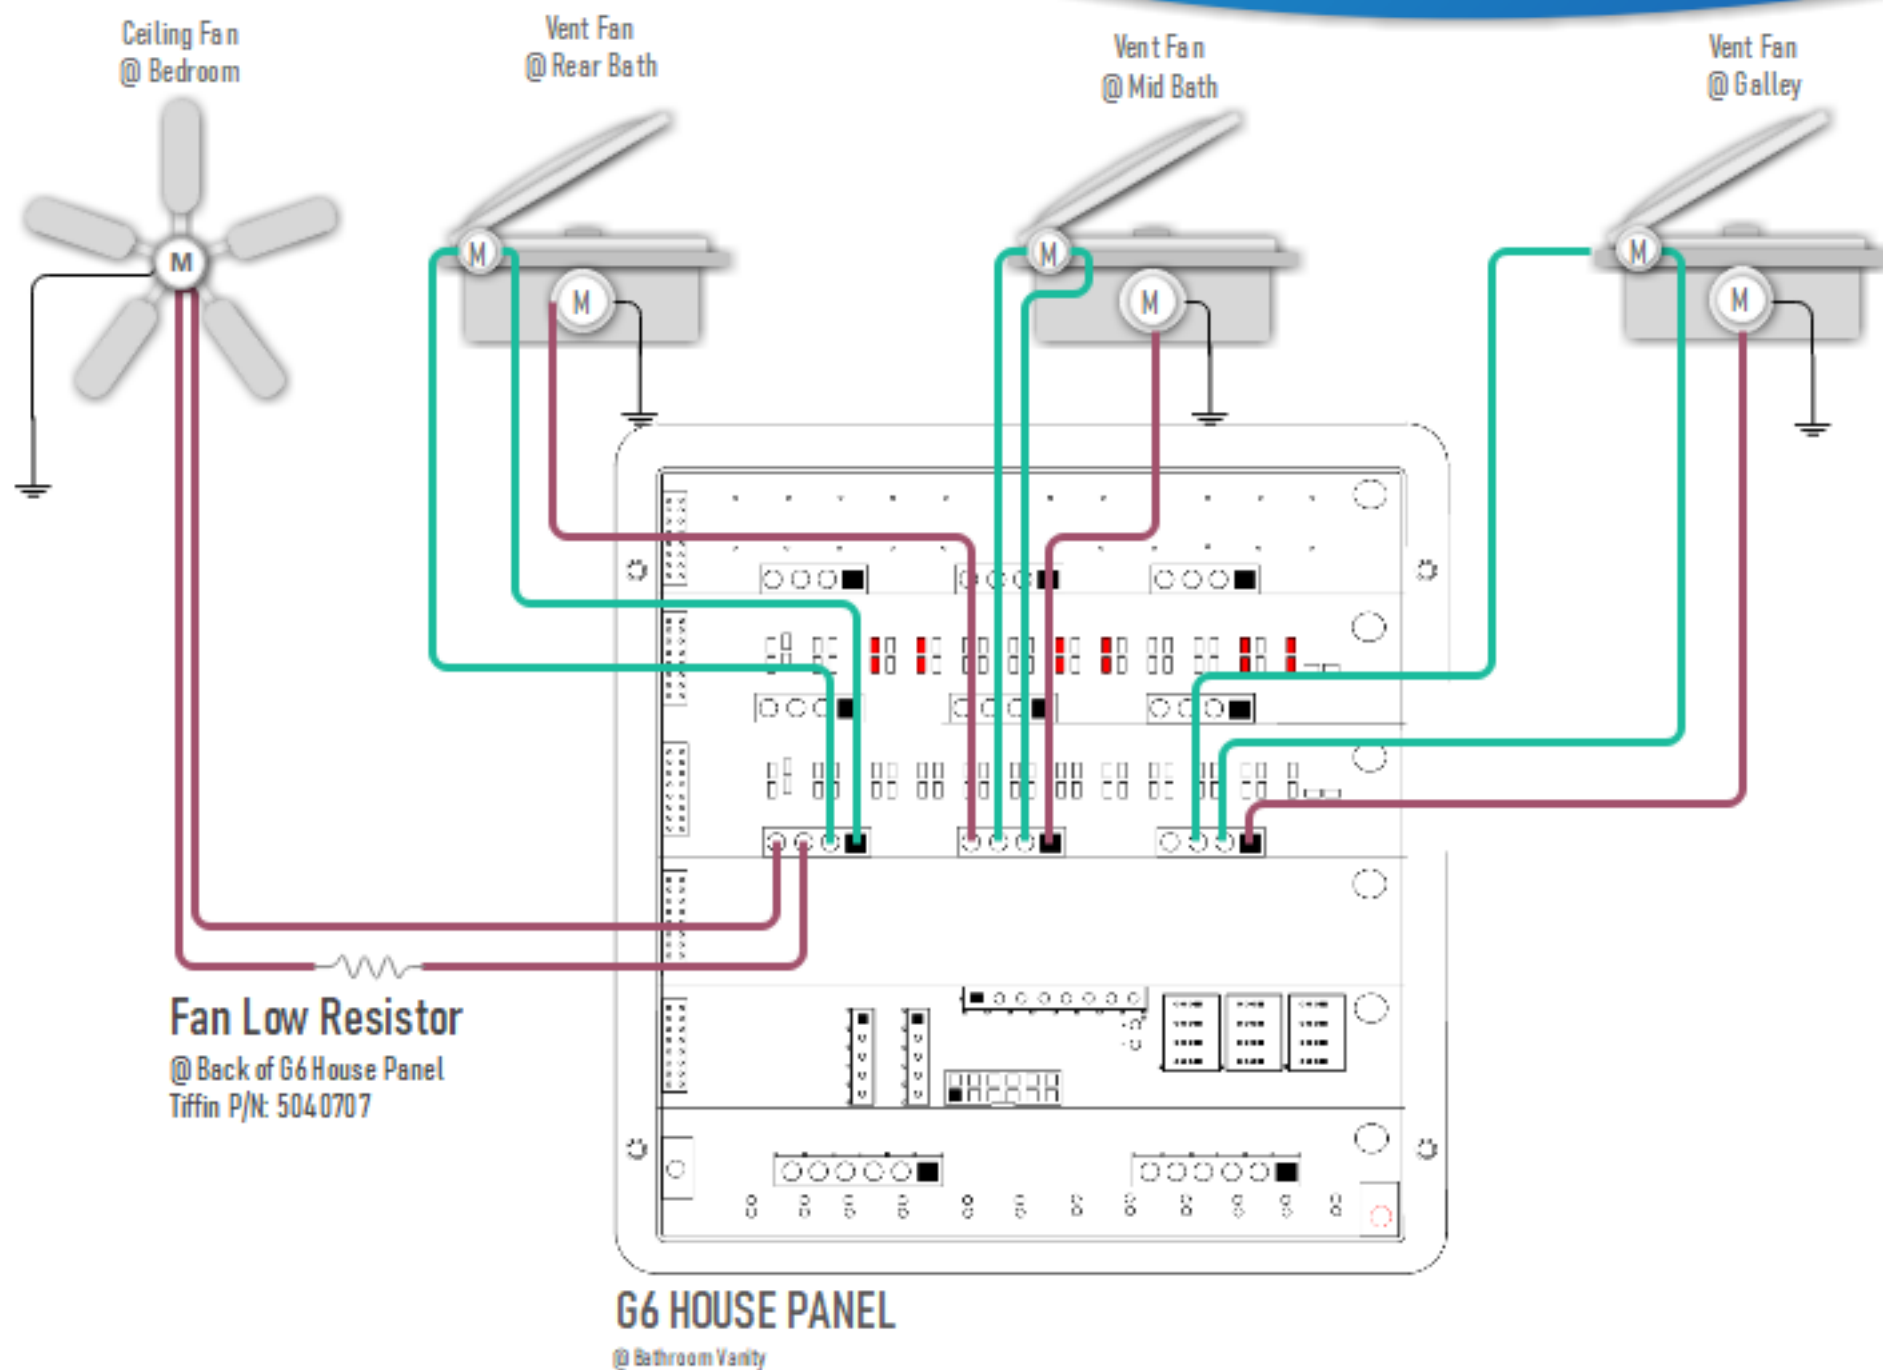 Ceiling Fan
@ Bedroom
Vent Fan
@ Rear Bath
Vent Fan
@ Mid Bath
Vent Fan
@ Galley
M
M
M
M
M
M
M
Fan Low Resistor
@ Back of G6 House Panel
Tiffin P/N: 5040707
G6 HOUSE PANEL
@ Bathroom Vanity